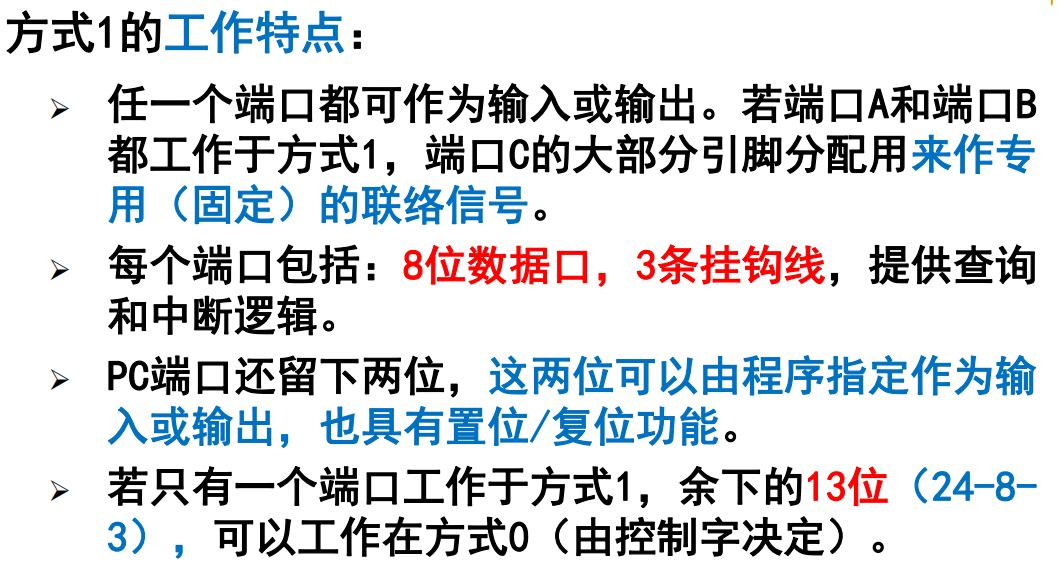 方式1的工作特点：
任一个端口都可作为输入或输出。若端口A和端口B
都工作于方式1，端口C的大部分引脚分配用来作专
用（固定）的联络信号。
每个端口包括：8位数据口，3条挂钩线，提供查询
和中断逻辑。
PC端口还留下两位，这两位可以由程序指定作为输
入或输出，也具有置位/复位功能。
若只有一个端口工作于方式1，余下的13位（24-8-
3），可以工作在方式0（由控制字决定）。